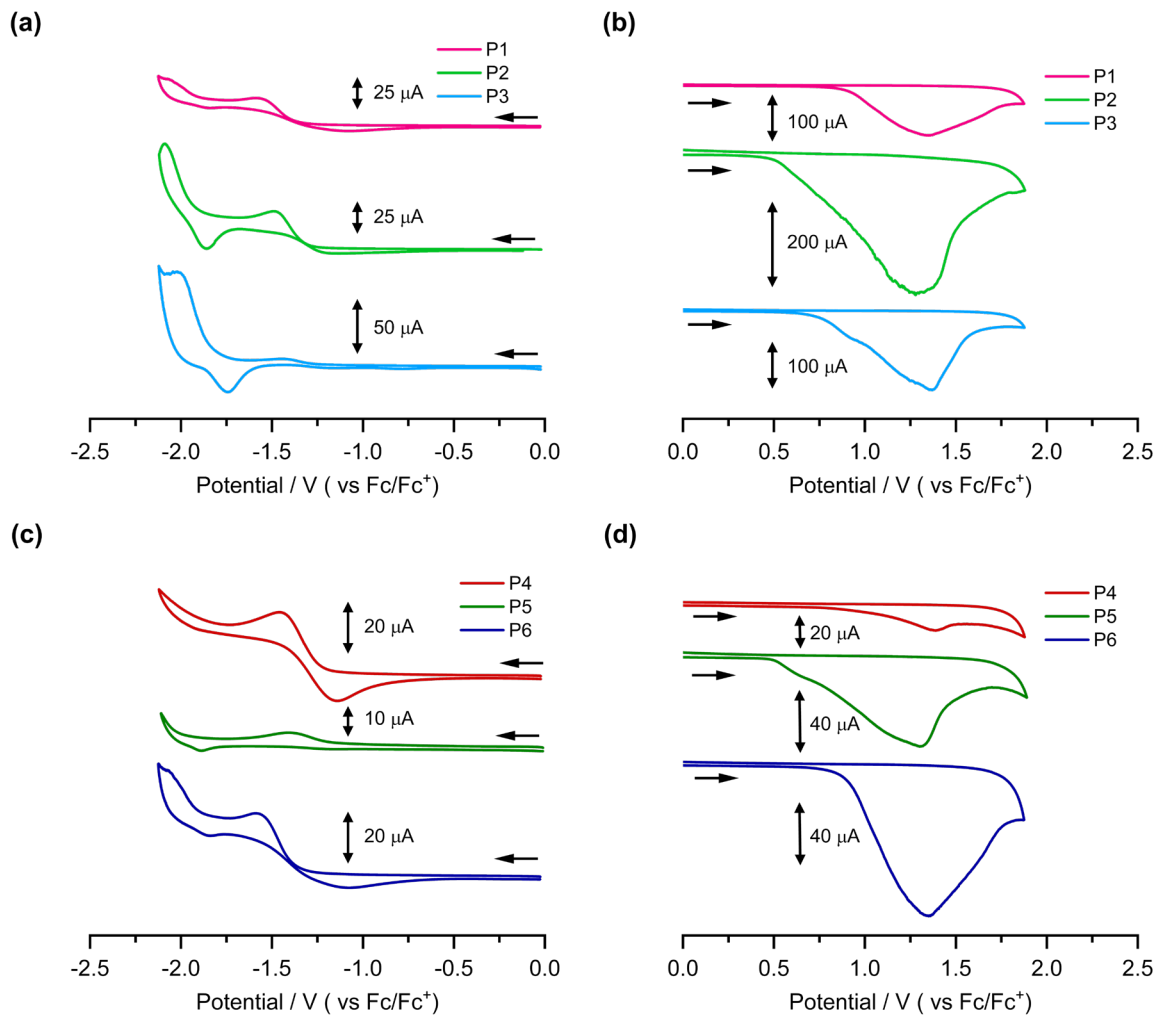 (a)
P1
P2
P3
25 μA
25 μA
50 μA
-2.5 -2.0 -1.5 -1.0 -0.5 0.0
Potential / V ( vs Fc/Fc⁺)
(b)
P1
P2
P3
100 μA
200 μA
100 μA
0.0 0.5 1.0 1.5 2.0 2.5
Potential / V ( vs Fc/Fc⁺)
(c)
P4
P5
P6
20 μA
10 μA
20 μA
-2.5 -2.0 -1.5 -1.0 -0.5 0.0
Potential / V ( vs Fc/Fc⁺)
(d)
P4
P5
P6
20 μA
40 μA
40 μA
0.0 0.5 1.0 1.5 2.0 2.5
Potential / V ( vs Fc/Fc⁺)